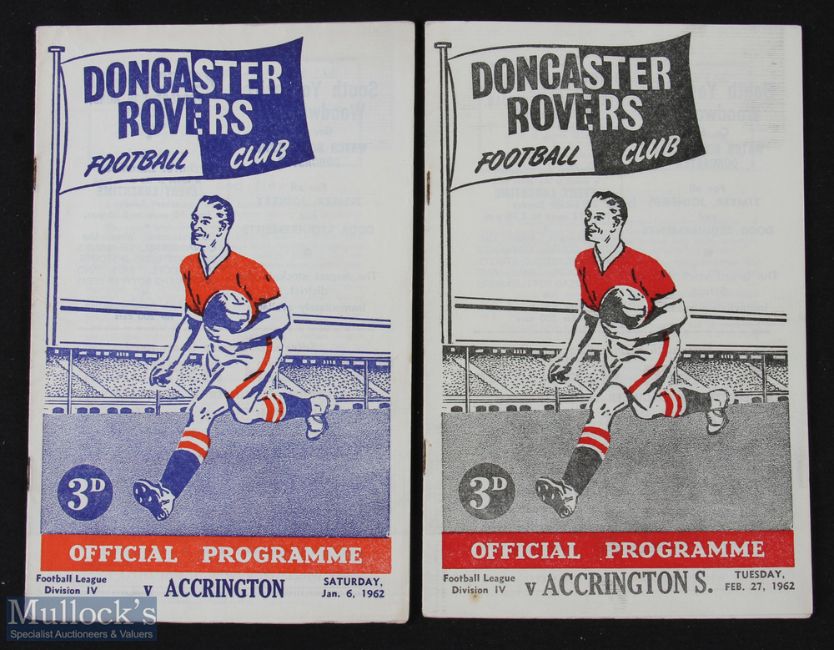 DONCASTER
ROVERS
FOOTBALL CLUB
3D
OFFICIAL PROGRAMME
Football League
Division IV
v ACCRINGTON
SATURDAY,
Jan. 6, 1962
DONCASTER
ROVERS
FOOTBALL CLUB
3D
OFFICIAL PROGRAMME
Football League
Division IV
v ACCRINGTON S.
TUESDAY,
FEB. 27, 1962
Mullock's
Specialist Auctioneers & Valuers